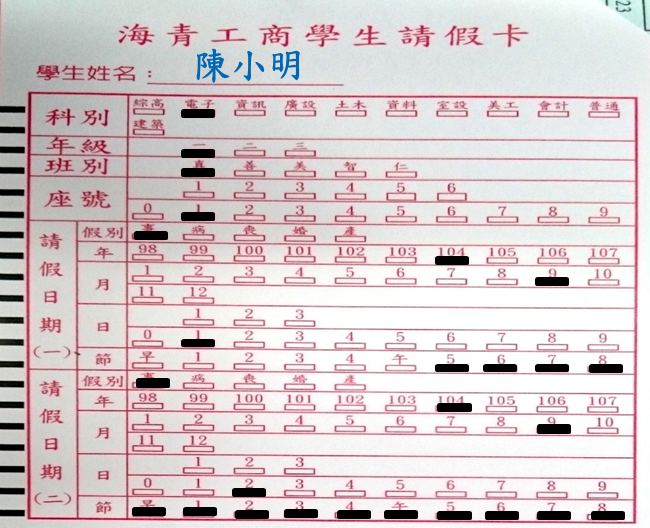 23
海青工商學生請假卡
學生姓名：陳小明
科別 綜高 電子 資訊 廣設 土木 資料 室設 美工 會計 普通
建築
年級 一 二 三
班別 真 善 美 智 仁
座號 1 2 3 4 5 6
0 1 2 3 4 5 6 7 8 9
請假日期(一)
假別 事 病 喪 婚 產
年 98 99 100 101 102 103 104 105 106 107
月 1 2 3 4 5 6 7 8 9 10
11 12
日 1 2 3
0 1 2 3 4 5 6 7 8 9
節 早 1 2 3 4 午 5 6 7 8
請假日期(二)
假別 事 病 喪 婚 產
年 98 99 100 101 102 103 104 105 106 107
月 1 2 3 4 5 6 7 8 9 10
11 12
日 1 2 3
0 1 2 3 4 5 6 7 8 9
節 早 1 2 3 4 午 5 6 7 8